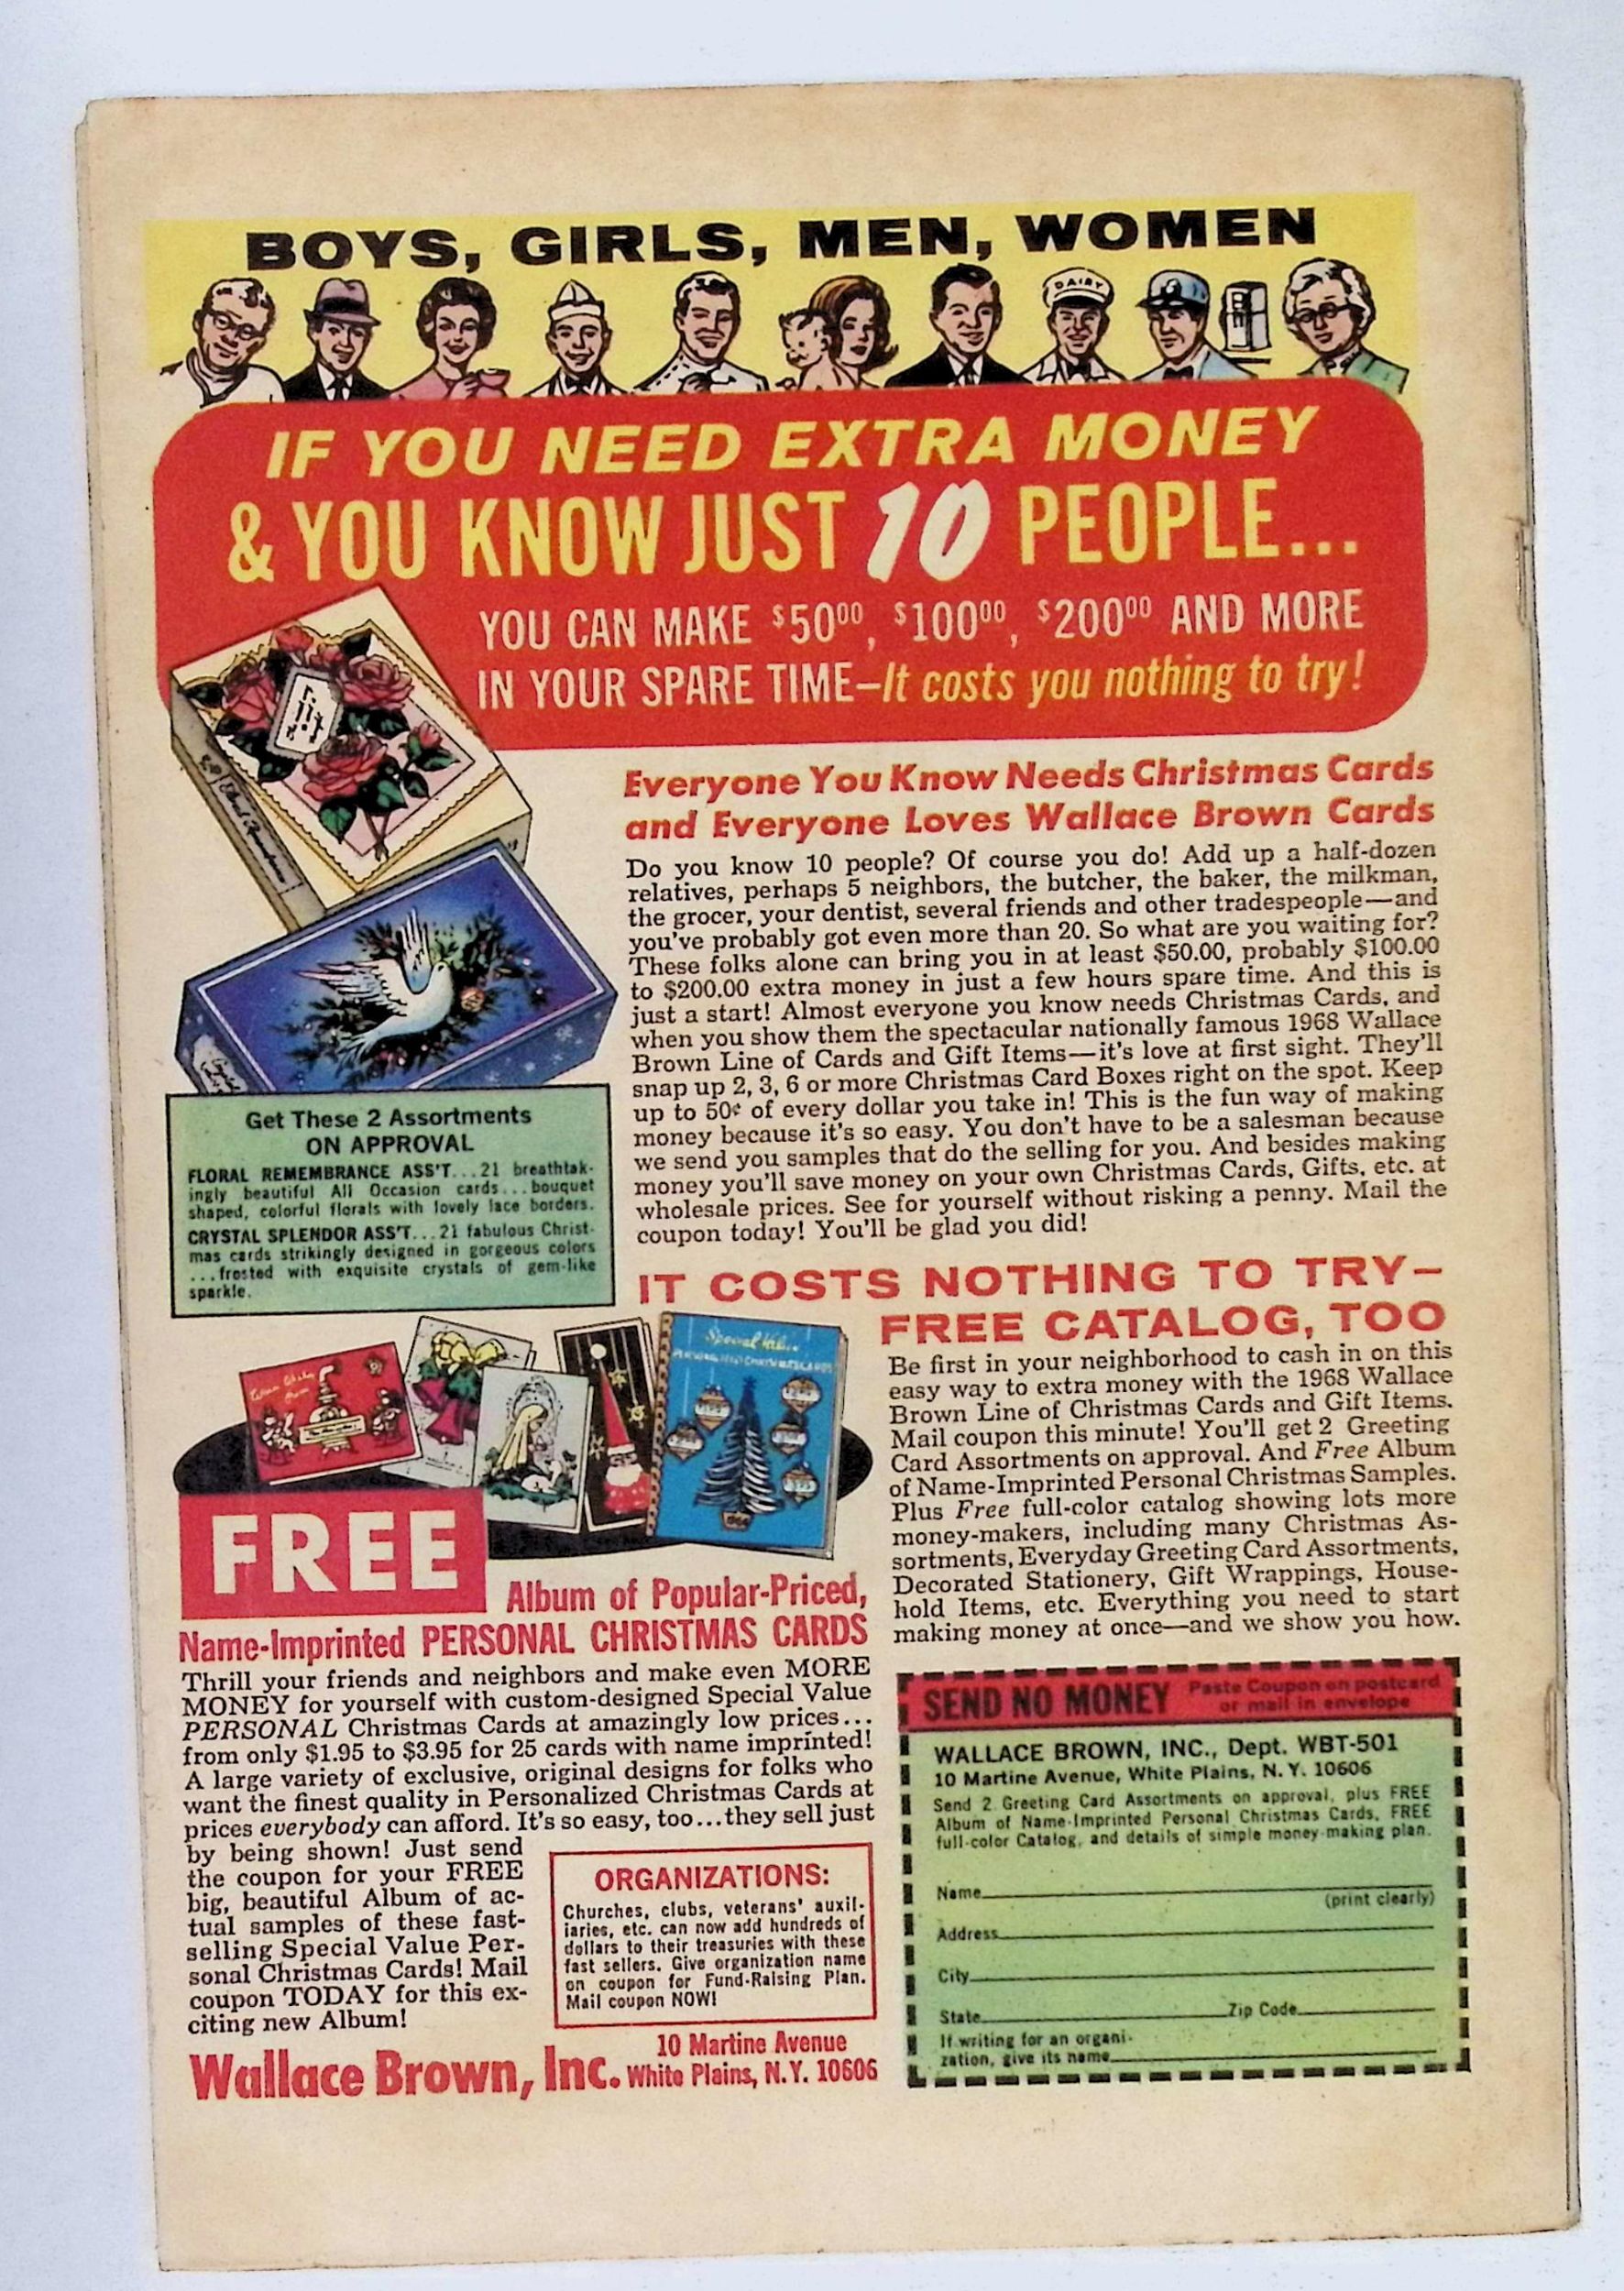 BOYS, GIRLS, MEN, WOMEN
DAIRY
IF YOU NEED EXTRA MONEY
& YOU KNOW JUST 10 PEOPLE...
YOU CAN MAKE $50.00, $100.00, $200.00 AND MORE
IN YOUR SPARE TIME—It costs you nothing to try!
Everyone You Know Needs Christmas Cards
and Everyone Loves Wallace Brown Cards
Do you know 10 people? Of course you do! Add up a half-dozen
relatives, perhaps 5 neighbors, the butcher, the baker, the milkman,
the grocer, your dentist, several friends and other tradespeople—and
you've probably got even more than 20. So what are you waiting for?
These folks alone can bring you in at least $50.00, probably $100.00
to $200.00 extra money in just a few hours spare time. And this is
just a start! Almost everyone you know needs Christmas Cards, and
when you show them the spectacular nationally famous 1968 Wallace
Brown Line of Cards and Gift Items—it's love at first sight. They'll
snap up 2, 3, 6 or more Christmas Card Boxes right on the spot. Keep
up to 50¢ of every dollar you take in! This is the fun way of making
money because it's so easy. You don't have to be a salesman because
we send you samples that do the selling for you. And besides making
money you'll save money on your own Christmas Cards, Gifts, etc. at
wholesale prices. See for yourself without risking a penny. Mail the
coupon today! You'll be glad you did!
Get These 2 Assortments
ON APPROVAL
FLORAL REMEMBRANCE ASS'T...21 breathtak-
ingly beautiful All Occasion cards...bouquet
shaped, colorful florals with lovely lace borders.
CRYSTAL SPLENDOR ASS'T...21 fabulous Christ-
mas cards strikingly designed in gorgeous colors
...frosted with exquisite crystals of gem-like
sparkle.
IT COSTS NOTHING TO TRY—
FREE CATALOG, TOO
Be first in your neighborhood to cash in on this
easy way to extra money with the 1968 Wallace
Brown Line of Christmas Cards and Gift Items.
Mail coupon this minute! You'll get 2 Greeting
Card Assortments on approval. And Free Album
of Name-Imprinted Personal Christmas Samples.
Plus Free full-color catalog showing lots more
money-makers, including many Christmas As-
sortments, Everyday Greeting Card Assortments,
Decorated Stationery, Gift Wrappings, House-
hold Items, etc. Everything you need to start
making money at once—and we show you how.
Special Value
PERSONALIZED CHRISTMAS CARDS
FREE
Album of Popular-Priced,
Name-Imprinted PERSONAL CHRISTMAS CARDS
Thrill your friends and neighbors and make even MORE
MONEY for yourself with custom-designed Special Value
PERSONAL Christmas Cards at amazingly low prices...
from only $1.95 to $3.95 for 25 cards with name imprinted!
A large variety of exclusive, original designs for folks who
want the finest quality in Personalized Christmas Cards at
prices everybody can afford. It's so easy, too...they sell just
by being shown! Just send
the coupon for your FREE
big, beautiful Album of ac-
tual samples of these fast-
selling Special Value Per-
sonal Christmas Cards! Mail
coupon TODAY for this ex-
citing new Album!
ORGANIZATIONS:
Churches, clubs, veterans' auxil-
iaries, etc. can now add hundreds of
dollars to their treasuries with these
fast sellers. Give organization name
on coupon for Fund-Raising Plan.
Mail coupon NOW!
Wallace Brown, Inc. 10 Martine Avenue
White Plains, N.Y. 10606
SEND NO MONEY Paste Coupon on postcard
or mail in envelope
WALLACE BROWN, INC., Dept. WBT-501
10 Martine Avenue, White Plains, N.Y. 10606
Send 2 Greeting Card Assortments on approval, plus FREE
Album of Name-Imprinted Personal Christmas Cards, FREE
full-color Catalog, and details of simple money-making plan.
Name
(print clearly)
Address
City
State Zip Code
If writing for an organi-
zation, give its name